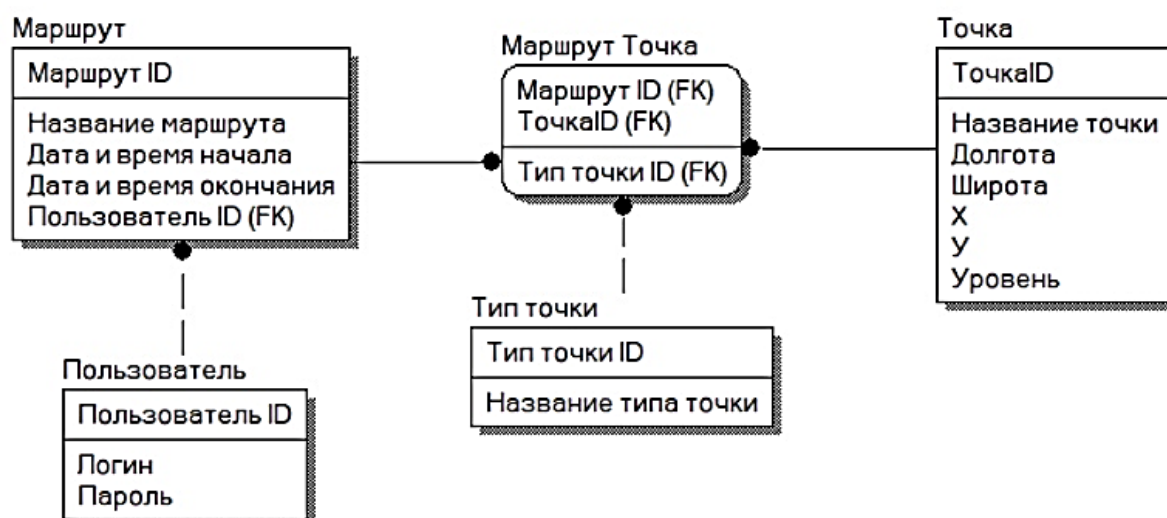 Маршрут
Маршрут ID
Название маршрута
Дата и время начала
Дата и время окончания
Пользователь ID (FK)
Маршрут Точка
Маршрут ID (FK)
ТочкаID (FK)
Тип точки ID (FK)
Точка
ТочкаID
Название точки
Долгота
Широта
X
У
Уровень
Тип точки
Тип точки ID
Название типа точки
Пользователь
Пользователь ID
Логин
Пароль